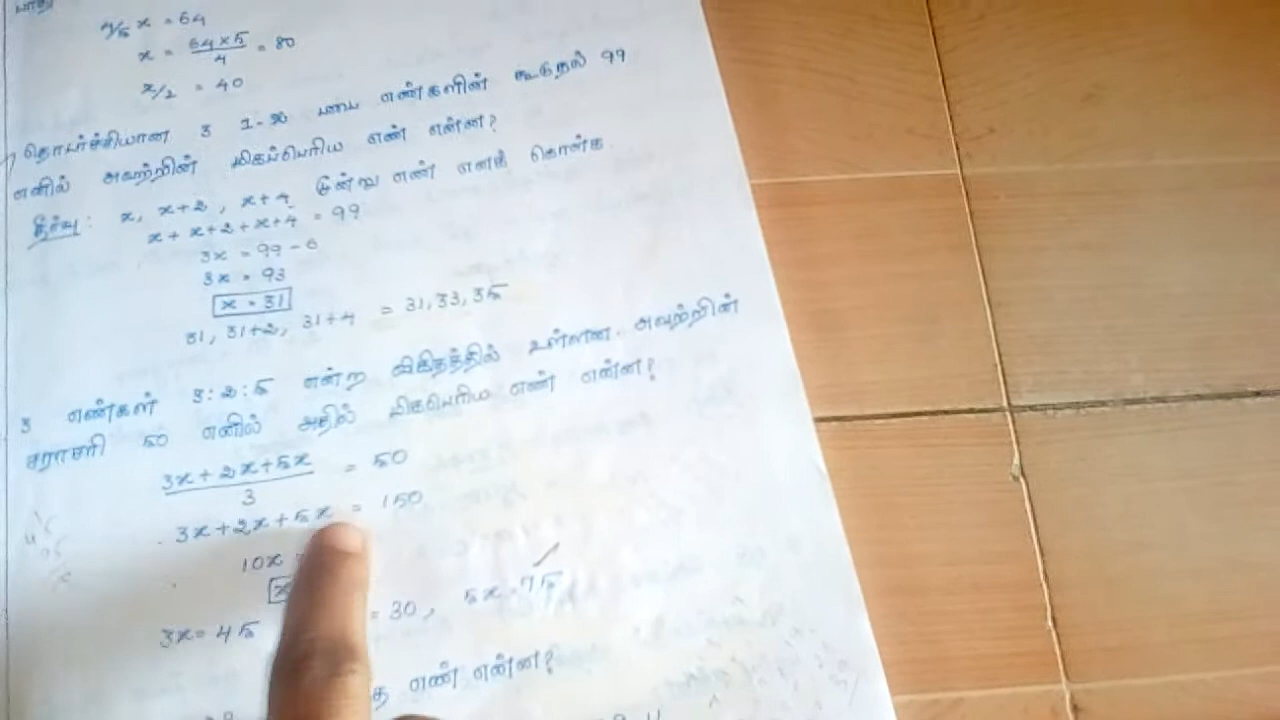 4/5 x = 64
x = 64 x 5 / 4 = 80
x/2 = 40
தொடர்ச்சியான 3 எண்களின் கூடுதல் 99
எனில் அவற்றின் மிகப்பெரிய எண் என்ன?
தீர்வு: x, x+2, x+4 மூன்று எண் எனக் கொள்க
x + x+2 + x+4 = 99
3x = 99 - 6
3x = 93
x = 31
31, 31+2, 31+4 = 31, 33, 35
3 எண்கள் 3:2:5 என்ற விகிதத்தில் உள்ளன. அவற்றின்
சராசரி 50 எனில் அதில் மிகபெரிய எண் என்ன?
3x + 2x + 5x / 3 = 50
3x + 2x + 5x = 150
10x =
x
3x = 45 = 30, 5x = 75
எண் என்ன?